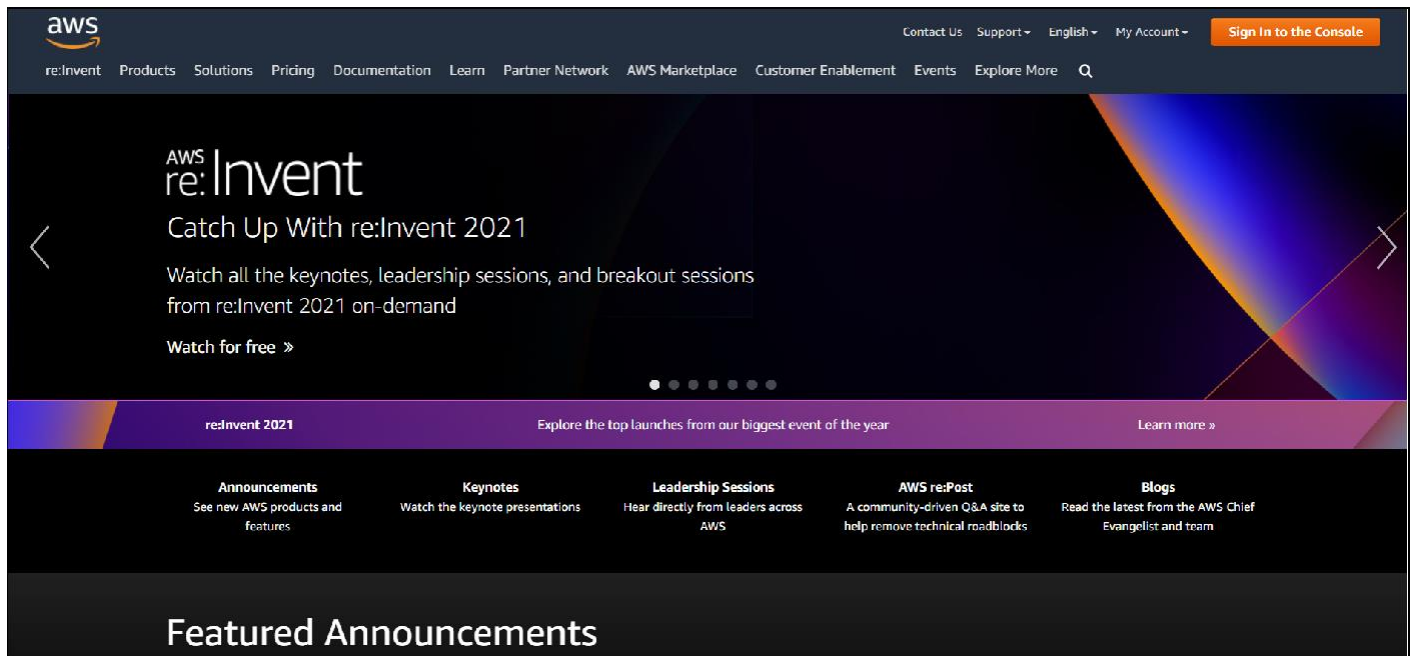 aws
Contact Us Support English My Account Sign In to the Console
re:Invent Products Solutions Pricing Documentation Learn Partner Network AWS Marketplace Customer Enablement Events Explore More
AWS
re:Invent
Catch Up With re:Invent 2021
Watch all the keynotes, leadership sessions, and breakout sessions
from re:Invent 2021 on-demand
Watch for free »
re:Invent 2021 Explore the top launches from our biggest event of the year Learn more »
Announcements
See new AWS products and
features
Keynotes
Watch the keynote presentations
Leadership Sessions
Hear directly from leaders across
AWS
AWS re:Post
A community-driven Q&A site to
help remove technical roadblocks
Blogs
Read the latest from the AWS Chief
Evangelist and team
Featured Announcements